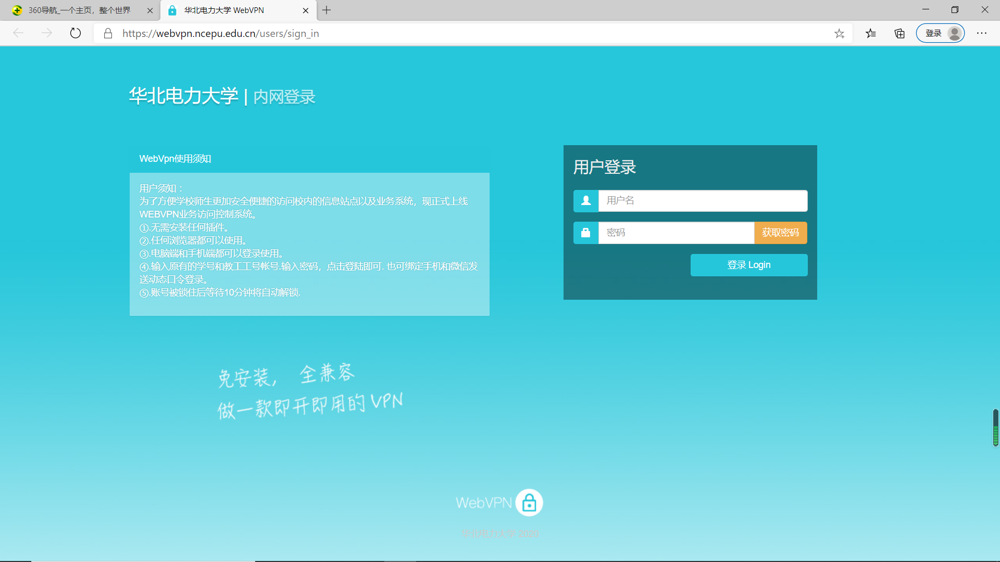 360导航_一个主页，整个世界
华北电力大学 WebVPN
https://webvpn.ncepu.edu.cn/users/sign_in
登录
华北电力大学 | 内网登录
WebVpn使用须知
用户须知：
为了方便学校师生更加安全便捷的访问校内的信息站点以及业务系统，现正式上线
WEBVPN业务访问控制系统。
①.无需安装任何插件。
②.任何浏览器都可以使用。
③.电脑端和手机端都可以登录使用。
④.输入原有的学号和教工工号帐号.输入密码，点击登陆即可. 也可绑定手机和微信发
送动态口令登录。
⑤.账号被锁住后等待10分钟将自动解锁.
用户登录
用户名
密码
获取密码
登录 Login
免安装， 全兼容
做一款即开即用的 VPN
WebVPN
华北电力大学 2020